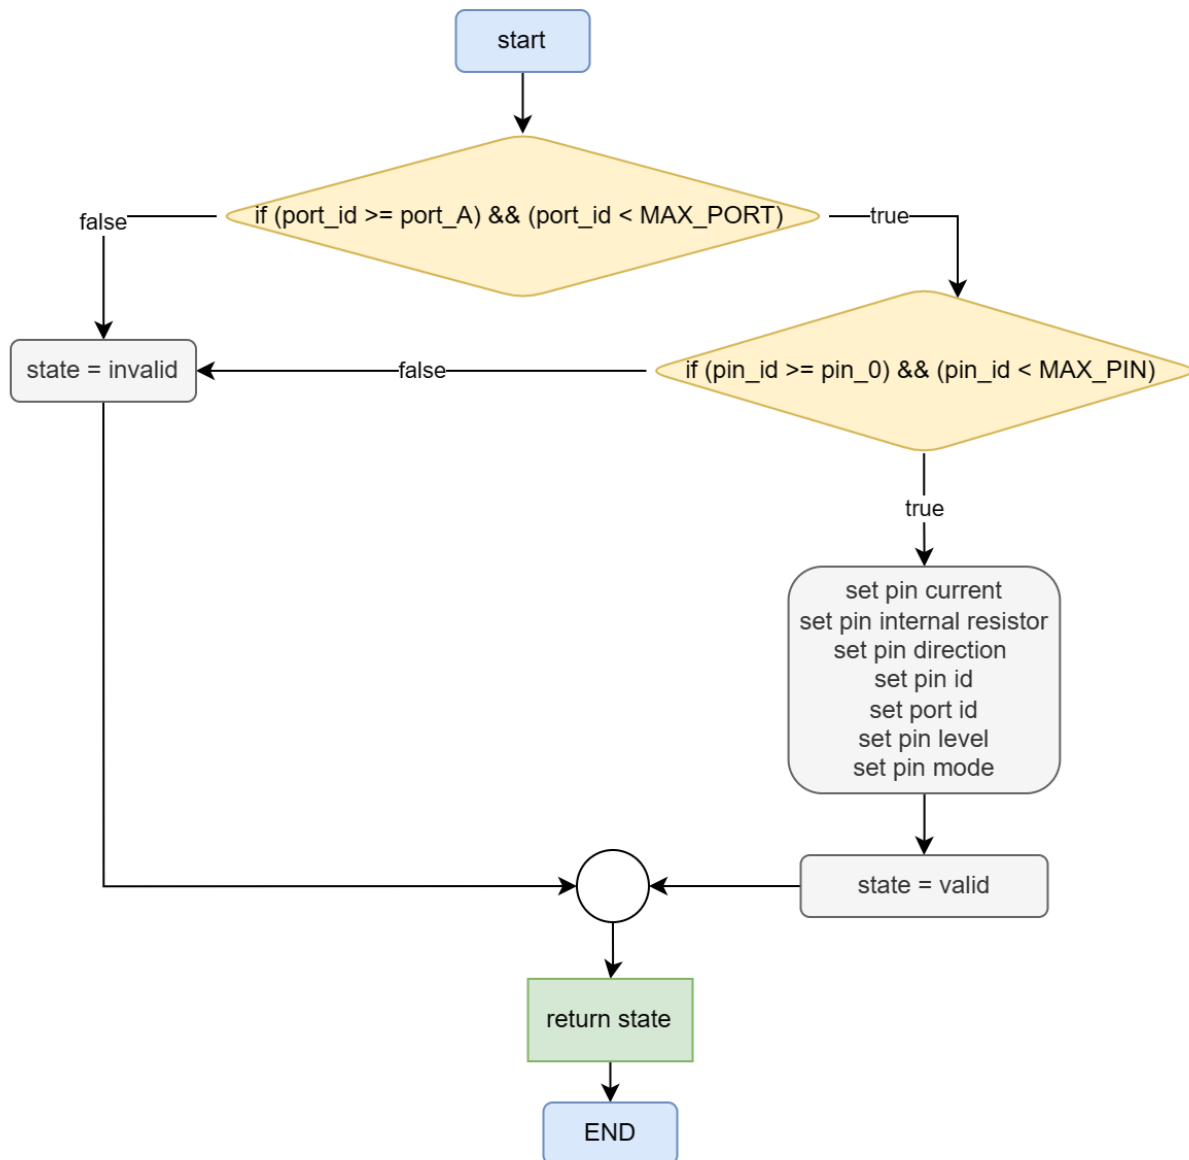 start
if (port_id >= port_A) && (port_id < MAX_PORT)
false
true
state = invalid
false
if (pin_id >= pin_0) && (pin_id < MAX_PIN)
true
set pin current
set pin internal resistor
set pin direction
set pin id
set port id
set pin level
set pin mode
state = valid
return state
END